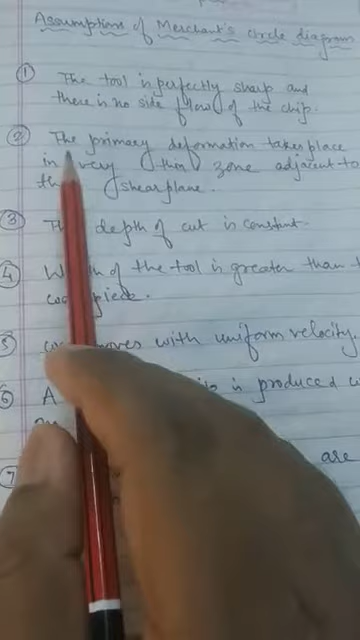 Assumptions of Merchant's circle diagram
① The tool is perfectly sharp and
there is no side flow of the chip.
② The primary deformation takes place
in very thin zone adjacent to
the shear plane.
③ The depth of cut is constant.
④ of the tool is greater than
⑤ moves with uniform velocity.
⑥ A is produced
⑦ are